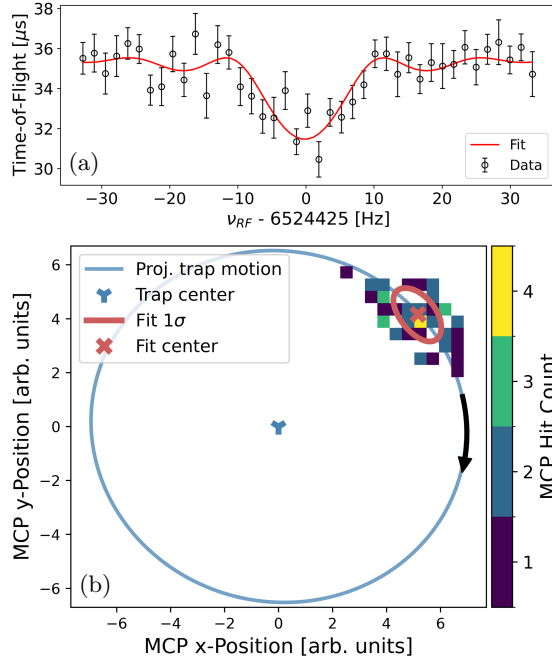 Time-of-Flight [μs]
36
34
32
30
(a)
Fit
Data
−30
−20
−10
0
10
20
30
ν_RF - 6524425 [Hz]
MCP y-Position [arb. units]
6
4
2
0
−2
−4
−6
Proj. trap motion
Trap center
Fit 1σ
Fit center
(b)
−6
−4
−2
0
2
4
6
MCP x-Position [arb. units]
4
3
2
1
MCP Hit Count